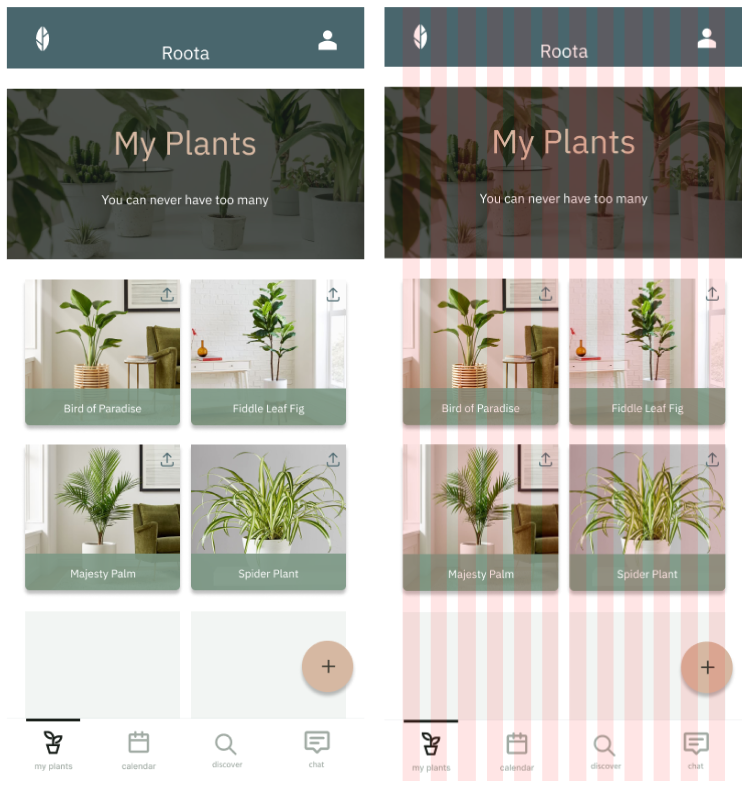 Roota
My Plants
You can never have too many
Bird of Paradise
Fiddle Leaf Fig
Majesty Palm
Spider Plant
+
my plants
calendar
discover
chat
Roota
My Plants
You can never have too many
Bird of Paradise
Fiddle Leaf Fig
Majesty Palm
Spider Plant
+
my plants
calendar
discover
chat